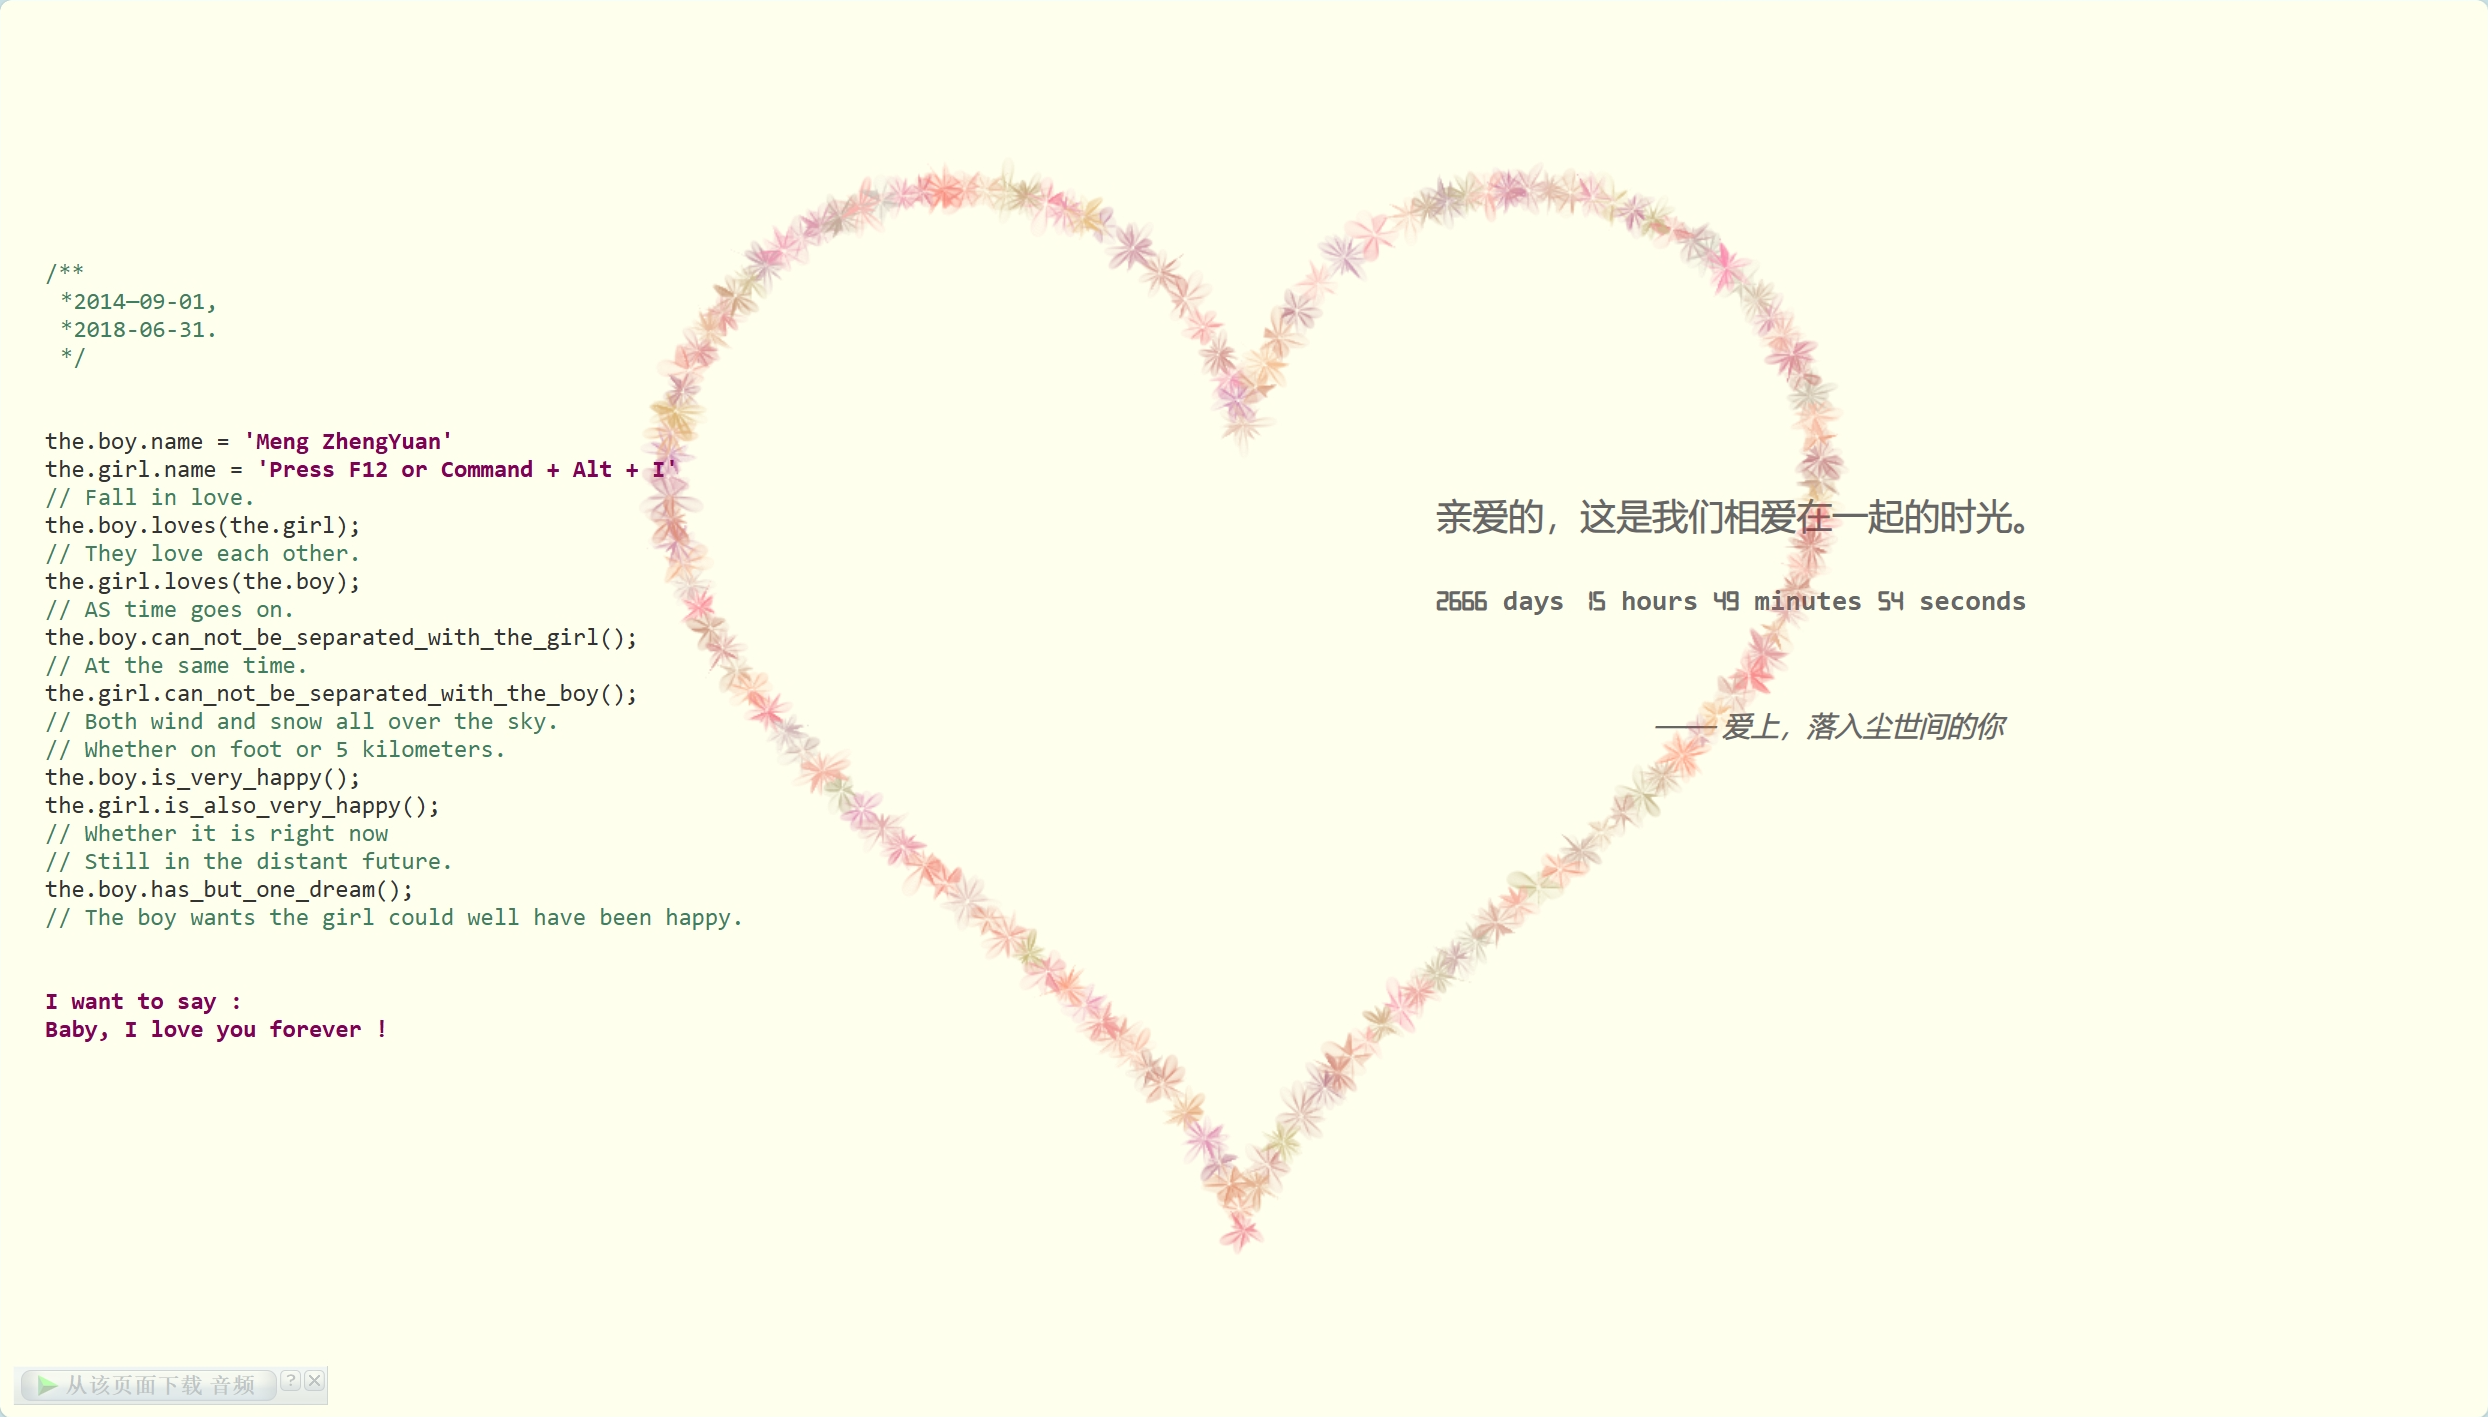 /**
*2014—09-01,
*2018-06-31.
*/
the.boy.name = 'Meng ZhengYuan'
the.girl.name = 'Press F12 or Command + Alt + I'
// Fall in love.
the.boy.loves(the.girl);
// They love each other.
the.girl.loves(the.boy);
// AS time goes on.
the.boy.can_not_be_separated_with_the_girl();
// At the same time.
the.girl.can_not_be_separated_with_the_boy();
// Both wind and snow all over the sky.
// Whether on foot or 5 kilometers.
the.boy.is_very_happy();
the.girl.is_also_very_happy();
// Whether it is right now
// Still in the distant future.
the.boy.has_but_one_dream();
// The boy wants the girl could well have been happy.
I want to say :
Baby, I love you forever !
亲爱的，这是我们相爱在一起的时光。
2666 days 15 hours 49 minutes 54 seconds
—— 爱上，落入尘世间的你
从该页面下载 音频 ?